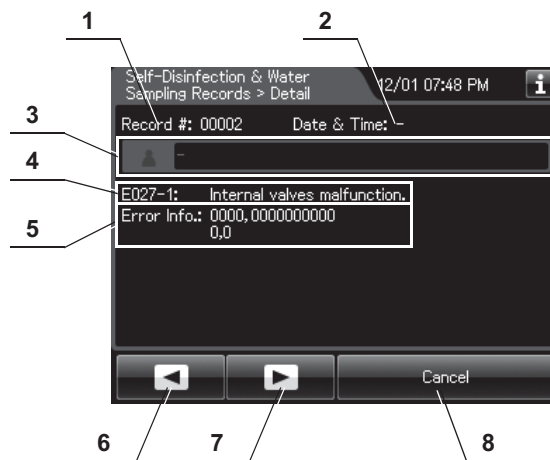 1 2
Self-Disinfection & Water
Sampling Records > Detail
12/01 07:48 PM
i
Record #: 00002 Date & Time: -
3
-
4
E027-1: Internal valves malfunction.
Error Info.: 0000,0000000000
0,0
5
Cancel
6 7 8